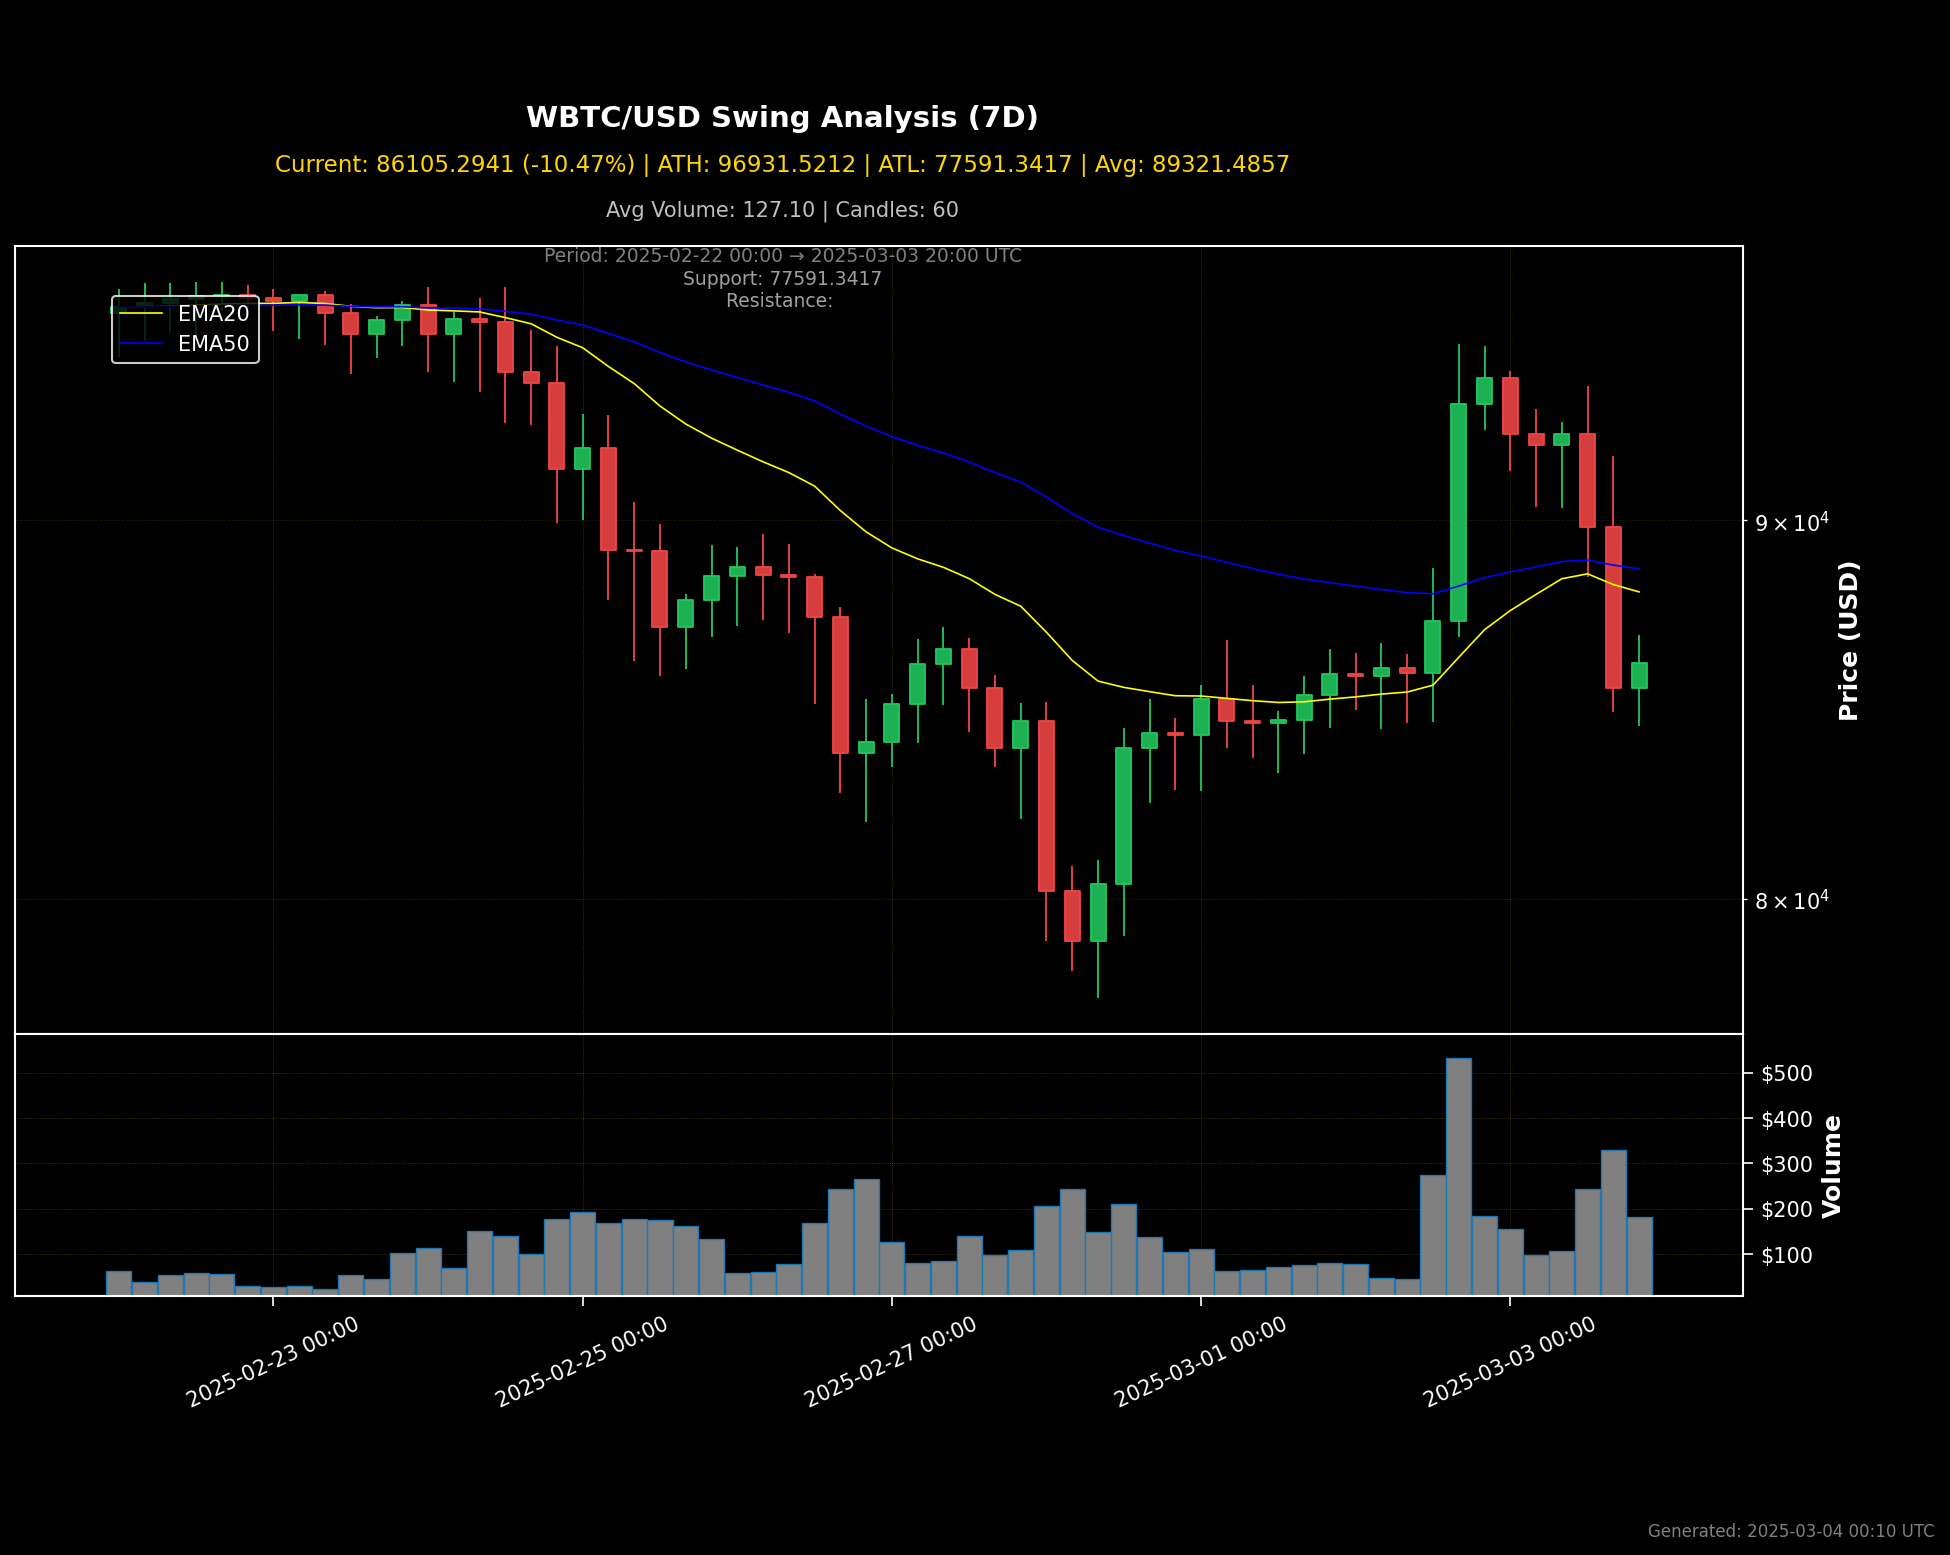 WBTC/USD Swing Analysis (7D)
Current: 86105.2941 (-10.47%) | ATH: 96931.5212 | ATL: 77591.3417 | Avg: 89321.4857
Avg Volume: 127.10 | Candles: 60
Period: 2025-02-22 00:00 → 2025-03-03 20:00 UTC
Support: 77591.3417
Resistance:
EMA20
EMA50
9 × 10⁴
8 × 10⁴
Price (USD)
$500
$400
$300
$200
$100
Volume
2025-02-23 00:00
2025-02-25 00:00
2025-02-27 00:00
2025-03-01 00:00
2025-03-03 00:00
Generated: 2025-03-04 00:10 UTC